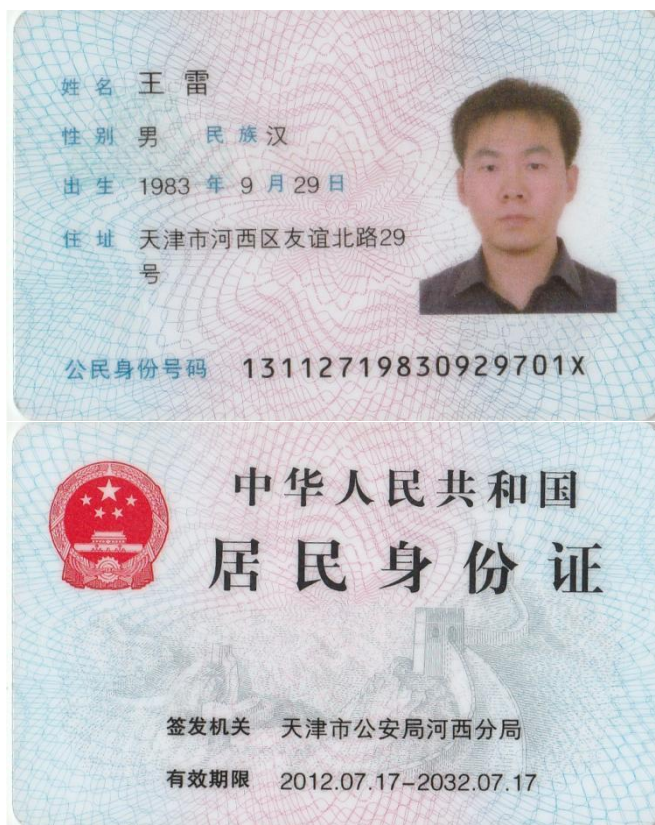 姓名 王雷
性别 男 民族 汉
出生 1983 年 9 月 29 日
住址 天津市河西区友谊北路29
号
公民身份号码 13112719830929701X
中华人民共和国
居民身份证
签发机关 天津市公安局河西分局
有效期限 2012.07.17-2032.07.17